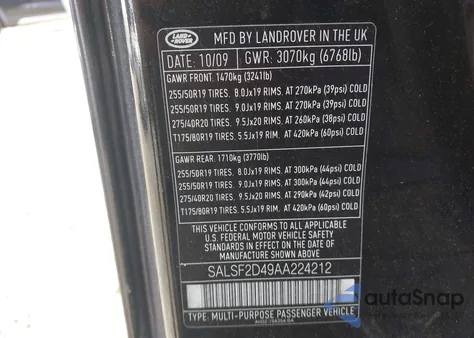 LAND
ROVER
MFD BY LANDROVER IN THE UK
DATE: 10/09 GWR: 3070kg (6768lb)
GAWR FRONT: 1470kg (3241lb)
255/50R19 TIRES. 8.0Jx19 RIMS. AT 270kPa (39psi) COLD
255/50R19 TIRES. 9.0Jx19 RIMS. AT 270kPa (39psi) COLD
275/40R20 TIRES. 9.5Jx20 RIMS. AT 260kPa (38psi) COLD
T175/80R19 TIRES. 5.5Jx19 RIM. AT 420kPa (60psi) COLD
GAWR REAR: 1710kg (3770lb)
255/50R19 TIRES. 8.0Jx19 RIMS. AT 300kPa (44psi) COLD
255/50R19 TIRES. 9.0Jx19 RIMS. AT 300kPa (44psi) COLD
275/40R20 TIRES. 9.5Jx20 RIMS. AT 290kPa (42psi) COLD
T175/80R19 TIRES. 5.5Jx19 RIM. AT 420kPa (60psi) COLD
THIS VEHICLE CONFORMS TO ALL APPLICABLE
U.S. FEDERAL MOTOR VEHICLE SAFETY
STANDARDS IN EFFECT ON THE DATE OF
MANUFACTURE SHOWN ABOVE.
SALSF2D49AA224212
TYPE: MULTI-PURPOSE PASSENGER VEHICLE
autoSnap